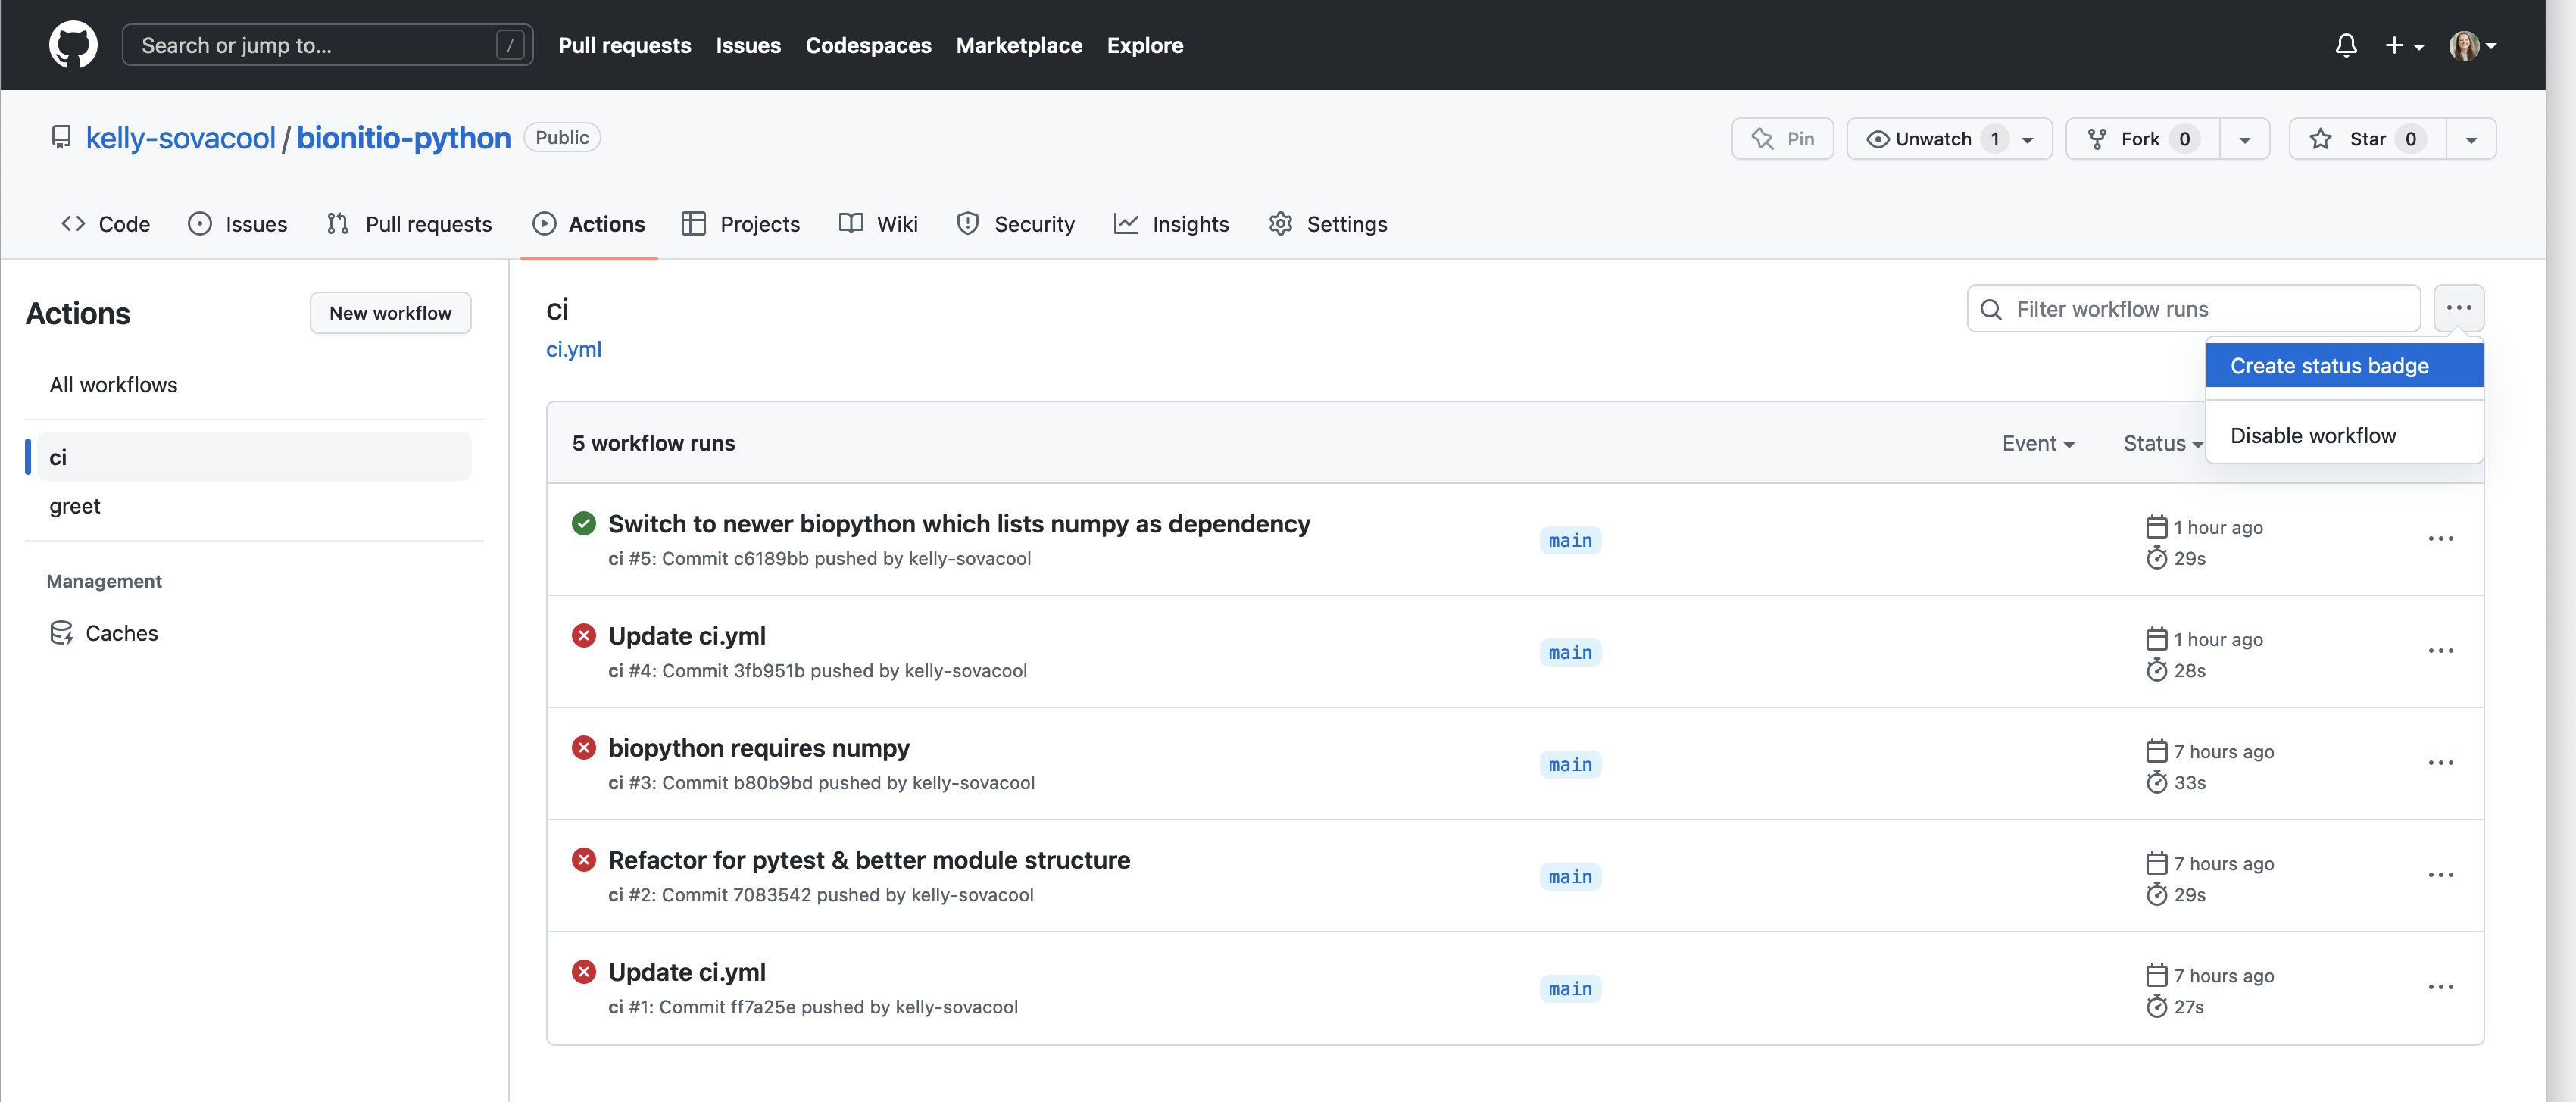 Search or jump to... /
Pull requests Issues Codespaces Marketplace Explore
kelly-sovacool / bionitio-python Public
Pin Unwatch 1 Fork 0 Star 0
Code Issues Pull requests Actions Projects Wiki Security Insights Settings
Actions
New workflow
All workflows
ci
greet
Management
Caches
ci
ci.yml
Filter workflow runs
Create status badge
Disable workflow
5 workflow runs
Event Status
Switch to newer biopython which lists numpy as dependency
ci #5: Commit c6189bb pushed by kelly-sovacool
main
1 hour ago
29s
Update ci.yml
ci #4: Commit 3fb951b pushed by kelly-sovacool
main
1 hour ago
28s
biopython requires numpy
ci #3: Commit b80b9bd pushed by kelly-sovacool
main
7 hours ago
33s
Refactor for pytest & better module structure
ci #2: Commit 7083542 pushed by kelly-sovacool
main
7 hours ago
29s
Update ci.yml
ci #1: Commit ff7a25e pushed by kelly-sovacool
main
7 hours ago
27s